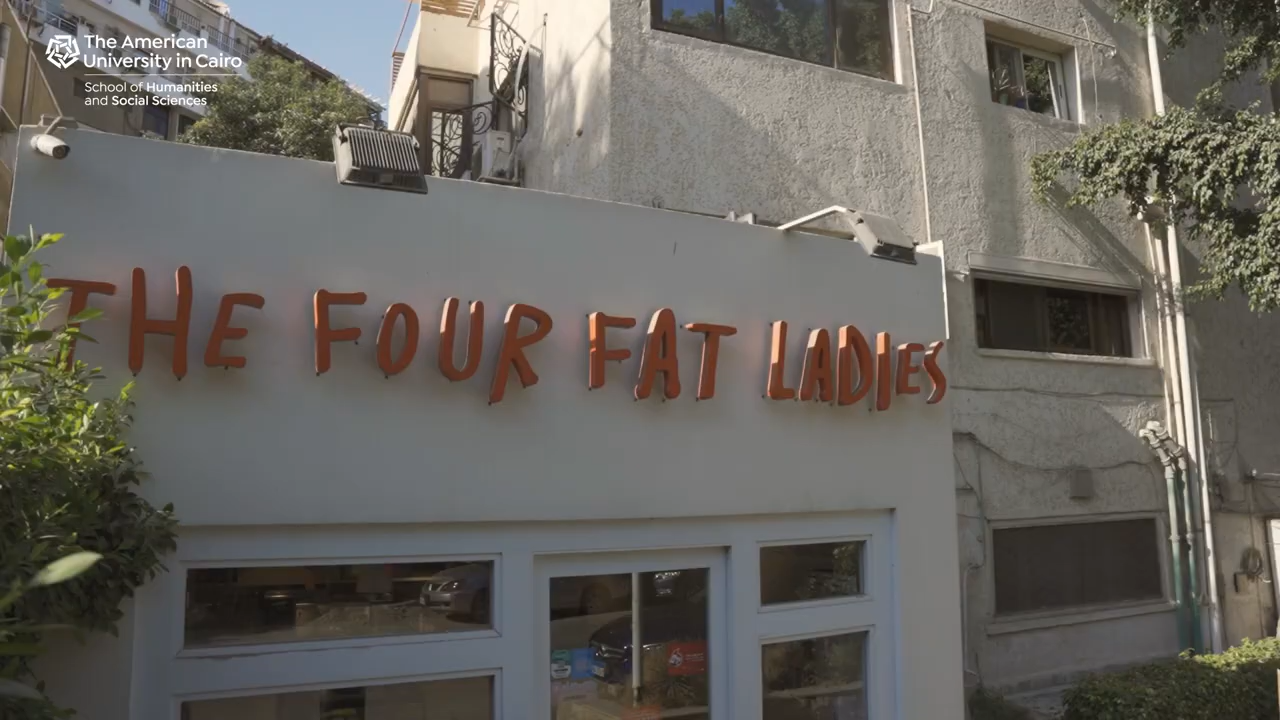 The American
University in Cairo
School of Humanities
and Social Sciences
THE FOUR FAT LADIES